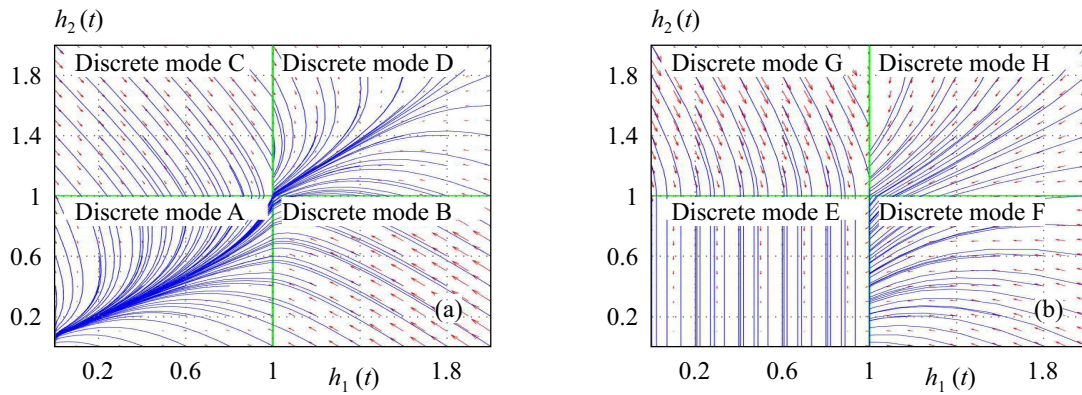 h₂(t)
Discrete mode C
Discrete mode D
1.8
1.4
1
Discrete mode A
Discrete mode B
0.6
0.2
(a)
0.2
0.6
1
h₁(t)
1.8
h₂(t)
Discrete mode G
Discrete mode H
1.8
1.4
1
Discrete mode E
Discrete mode F
0.6
0.2
(b)
0.2
0.6
1
h₁(t)
1.8